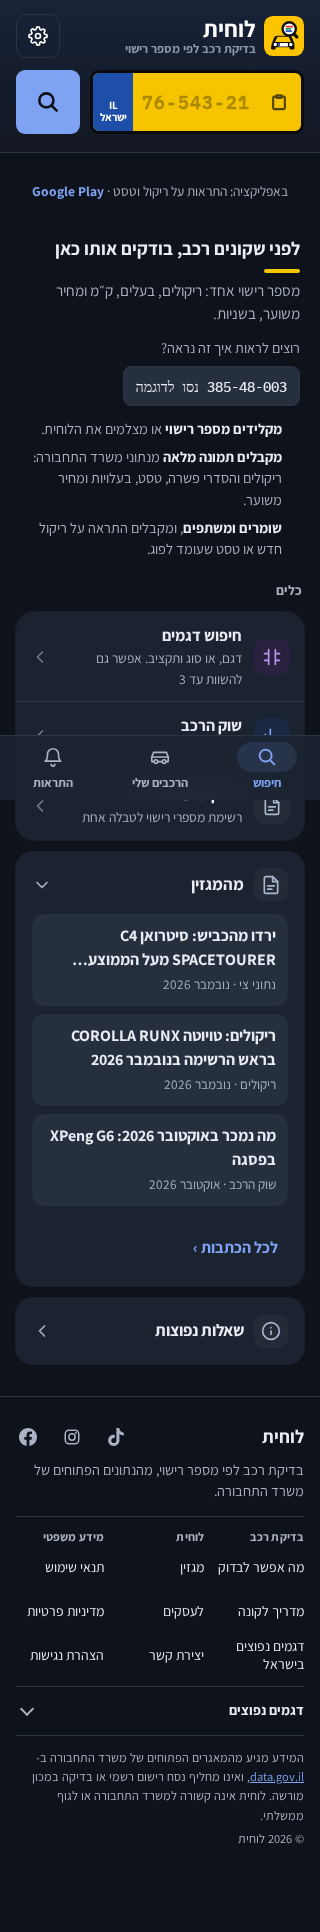 לוחית
בדיקת רכב לפי מספר רישוי
76-543-21
IL
ישראל
באפליקציה: התראות על ריקול וטסט · Google Play
לפני שקונים רכב, בודקים אותו כאן
מספר רישוי אחד: ריקולים, בעלים, ק״מ ומחיר
משוער, בשניות.
רוצים לראות איך זה נראה?
נסו לדוגמה 385-48-003
מקלידים מספר רישוי או מצלמים את הלוחית.
מקבלים תמונה מלאה מנתוני משרד התחבורה:
ריקולים והסדרי פשרה, טסט, בעלויות ומחיר
משוער.
שומרים ומשתפים, ומקבלים התראה על ריקול
חדש או טסט שעומד לפוג.
כלים
חיפוש דגמים
דגם, או סוג ותקציב. אפשר גם
להשוות עד 3
שוק הרכב
חיפוש
הרכבים שלי
התראות
רשימת מספרי רישוי לטבלה אחת
מהמגזין
ירדו מהכביש: סיטרואן C4
SPACETOURER מעל הממוצע...
נתוני צי · נובמבר 2026
ריקולים: טויוטה COROLLA RUNX
בראש הרשימה בנובמבר 2026
ריקולים · נובמבר 2026
מה נמכר באוקטובר 2026: XPeng G6
בפסגה
שוק הרכב · אוקטובר 2026
לכל הכתבות ›
שאלות נפוצות
לוחית
בדיקת רכב לפי מספר רישוי, מהנתונים הפתוחים של
משרד התחבורה.
בדיקת רכב
לוחית
מידע משפטי
מה אפשר לבדוק
מגזין
תנאי שימוש
מדריך לקונה
לעסקים
מדיניות פרטיות
דגמים נפוצים
בישראל
יצירת קשר
הצהרת נגישות
דגמים נפוצים
המידע מגיע מהמאגרים הפתוחים של משרד התחבורה ב-
data.gov.il, ואינו מחליף נסח רישום רשמי או בדיקה במכון
מורשה. לוחית אינה קשורה למשרד התחבורה או לגוף
ממשלתי.
© 2026 לוחית